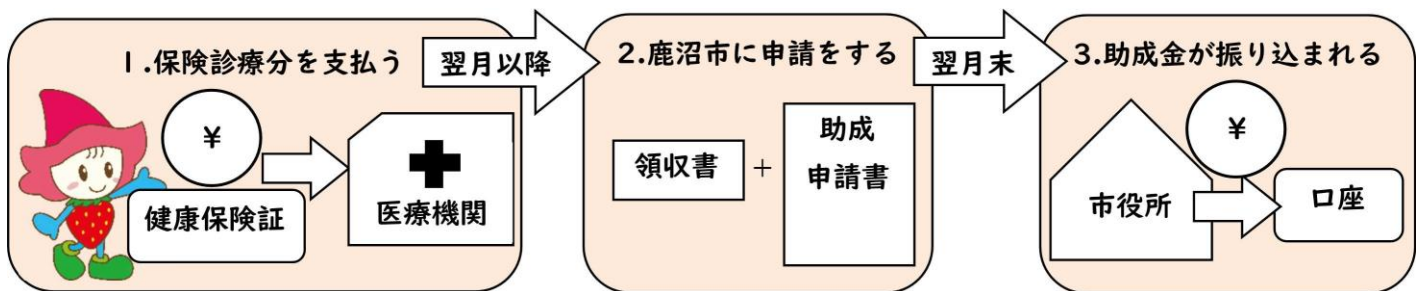 1.保険診療分を支払う
¥
健康保険証
医療機関
翌月以降
2.鹿沼市に申請をする
領収書
+
助成
申請書
翌月末
3.助成金が振り込まれる
¥
市役所
口座